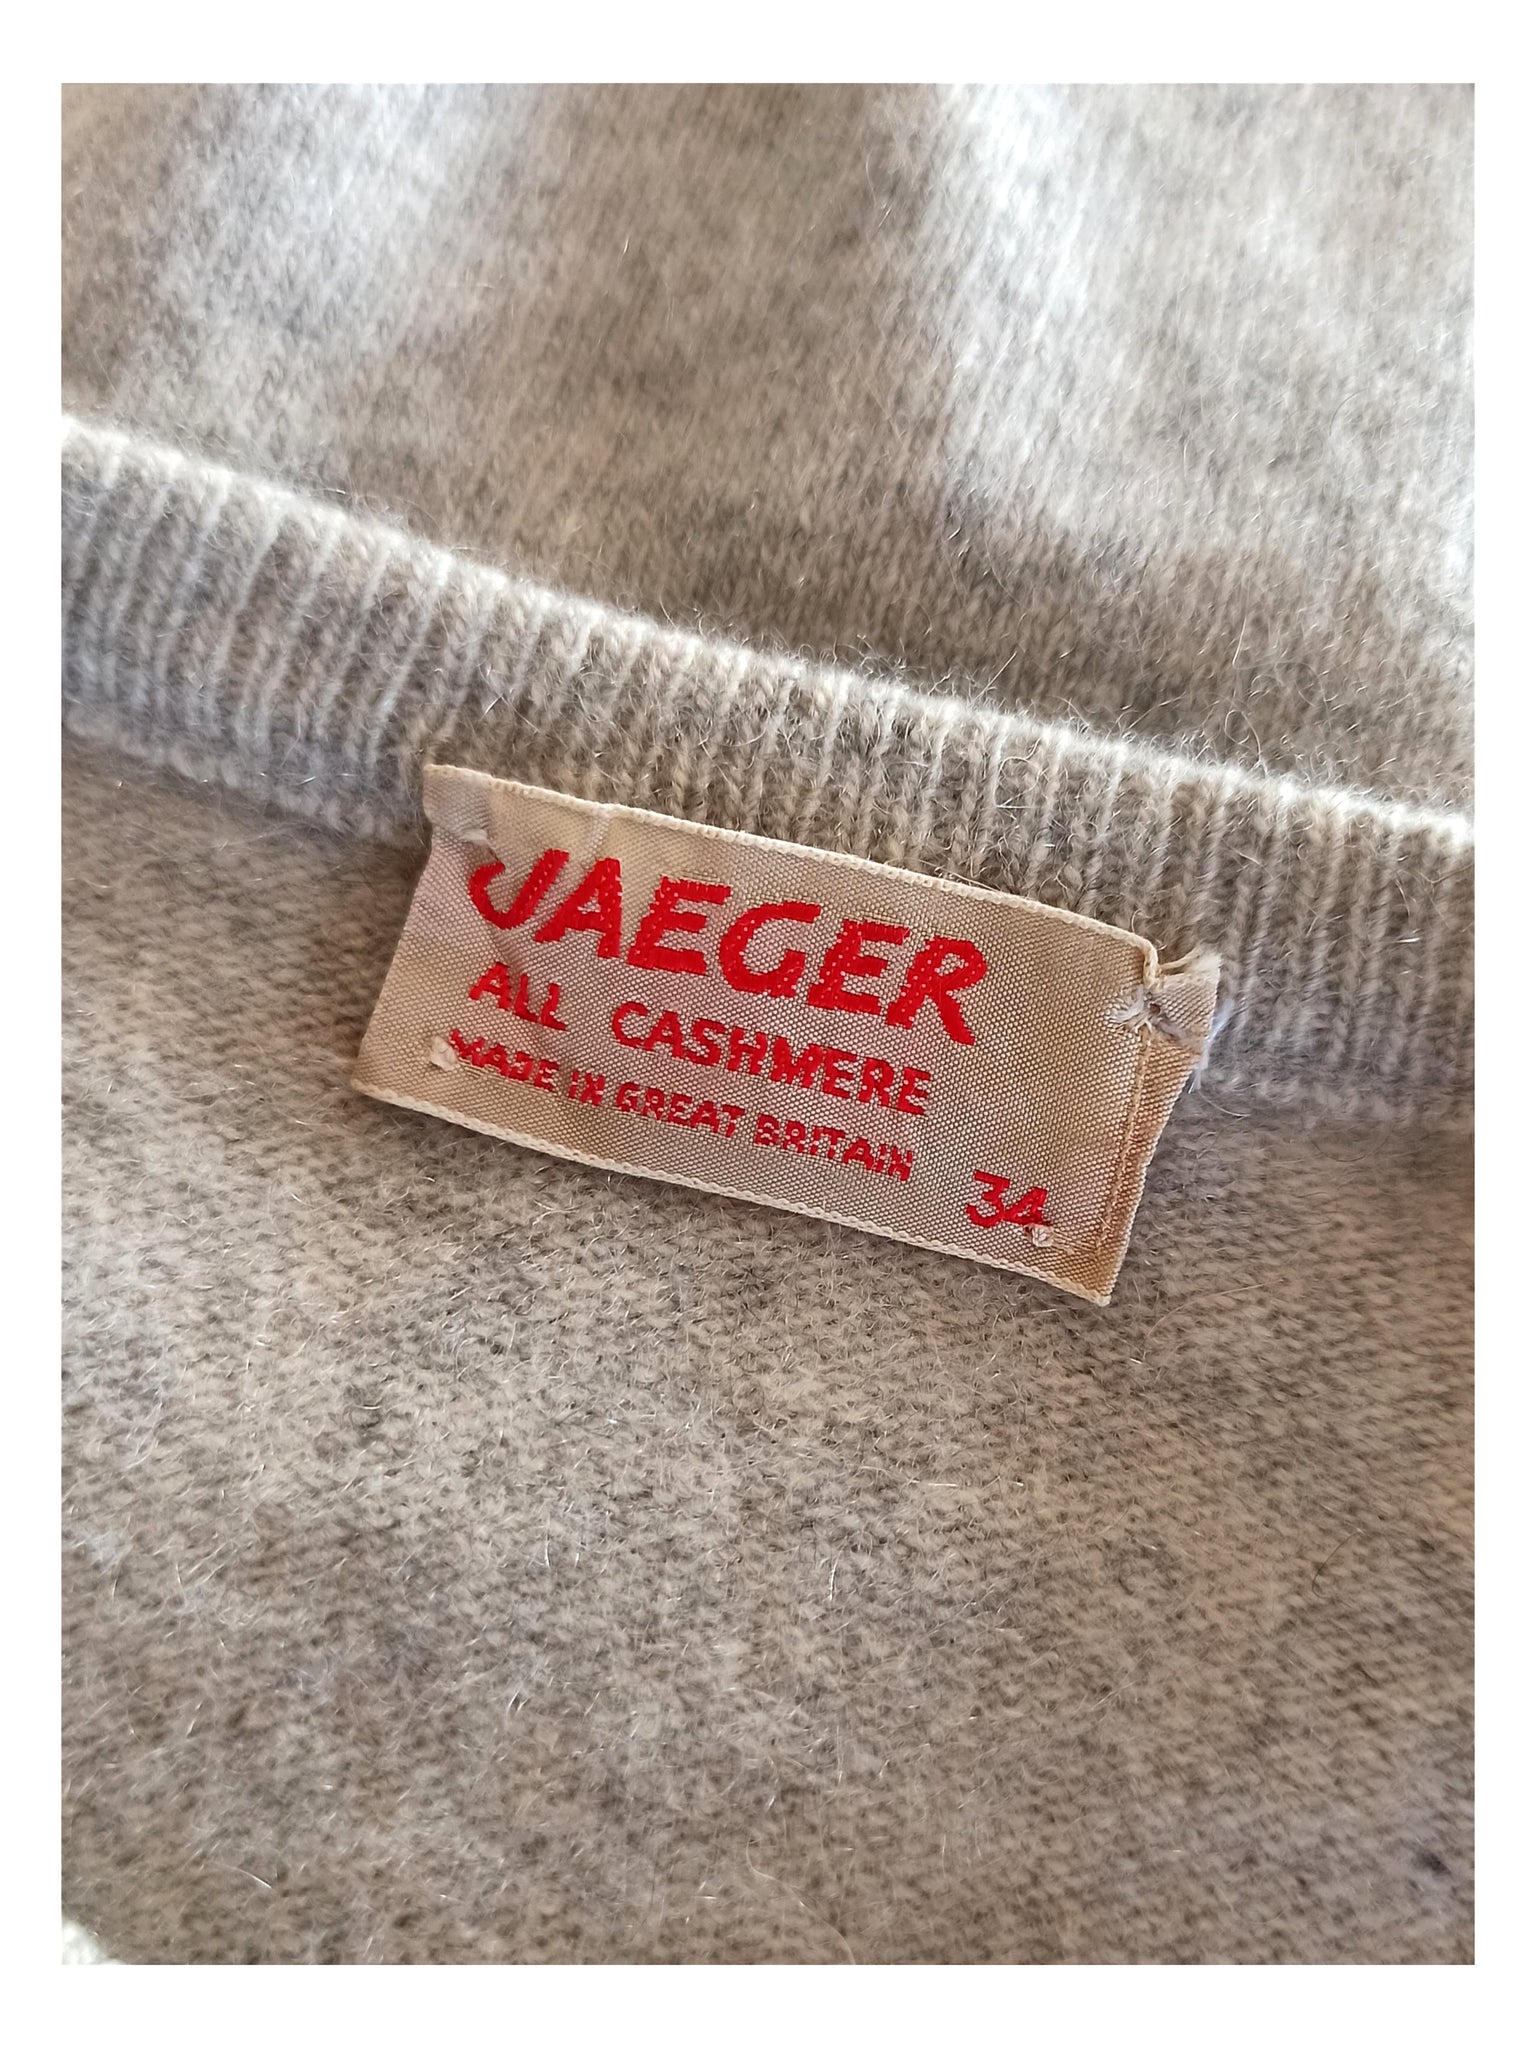 JAEGER
ALL CASHMERE
MADE IN GREAT BRITAIN 34